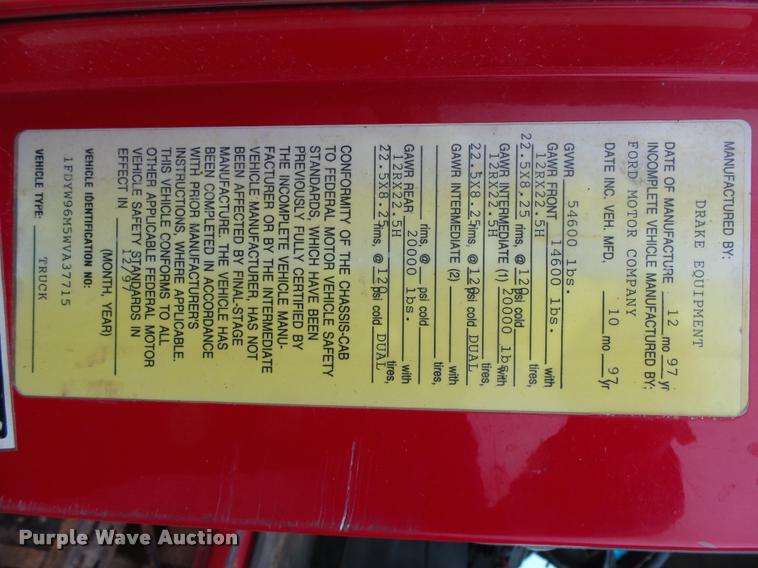 MANUFACTURED BY:
DRAKE EQUIPMENT
DATE OF MANUFACTURE 12 mo 97 yr
INCOMPLETE VEHICLE MANUFACTURED BY:
FORD MOTOR COMPANY
DATE INC. VEH. MFD. 10 mo 97 yr
GVWR 54600 lbs.
GAWR FRONT 14600 lbs. with
12RX22.5H tires,
22.5X8.25 rims, @ 120 psi cold
GAWR INTERMEDIATE (1) 20000 lbs. with
12RX22.5H tires,
22.5X8.25 rims, @ 120 psi cold DUAL
GAWR INTERMEDIATE (2) with
tires,
rims, @ psi cold
GAWR REAR 20000 lbs. with
12RX22.5H tires,
22.5X8.25 rims, @ 120 psi cold DUAL
CONFORMITY OF THE CHASSIS-CAB
TO FEDERAL MOTOR VEHICLE SAFETY
STANDARDS, WHICH HAVE BEEN
PREVIOUSLY FULLY CERTIFIED BY
THE INCOMPLETE VEHICLE MANU-
FACTURER OR BY THE INTERMEDIATE
VEHICLE MANUFACTURER, HAS NOT
BEEN AFFECTED BY FINAL-STAGE
MANUFACTURE. THE VEHICLE HAS
BEEN COMPLETED IN ACCORDANCE
WITH PRIOR MANUFACTURER'S
INSTRUCTIONS, WHERE APPLICABLE.
THIS VEHICLE CONFORMS TO ALL
OTHER APPLICABLE FEDERAL MOTOR
VEHICLE SAFETY STANDARDS IN
EFFECT IN 12/97
(MONTH, YEAR)
VEHICLE IDENTIFICATION NO:
1FDYW96M5WVA37715
VEHICLE TYPE: TRUCK
Purple Wave Auction